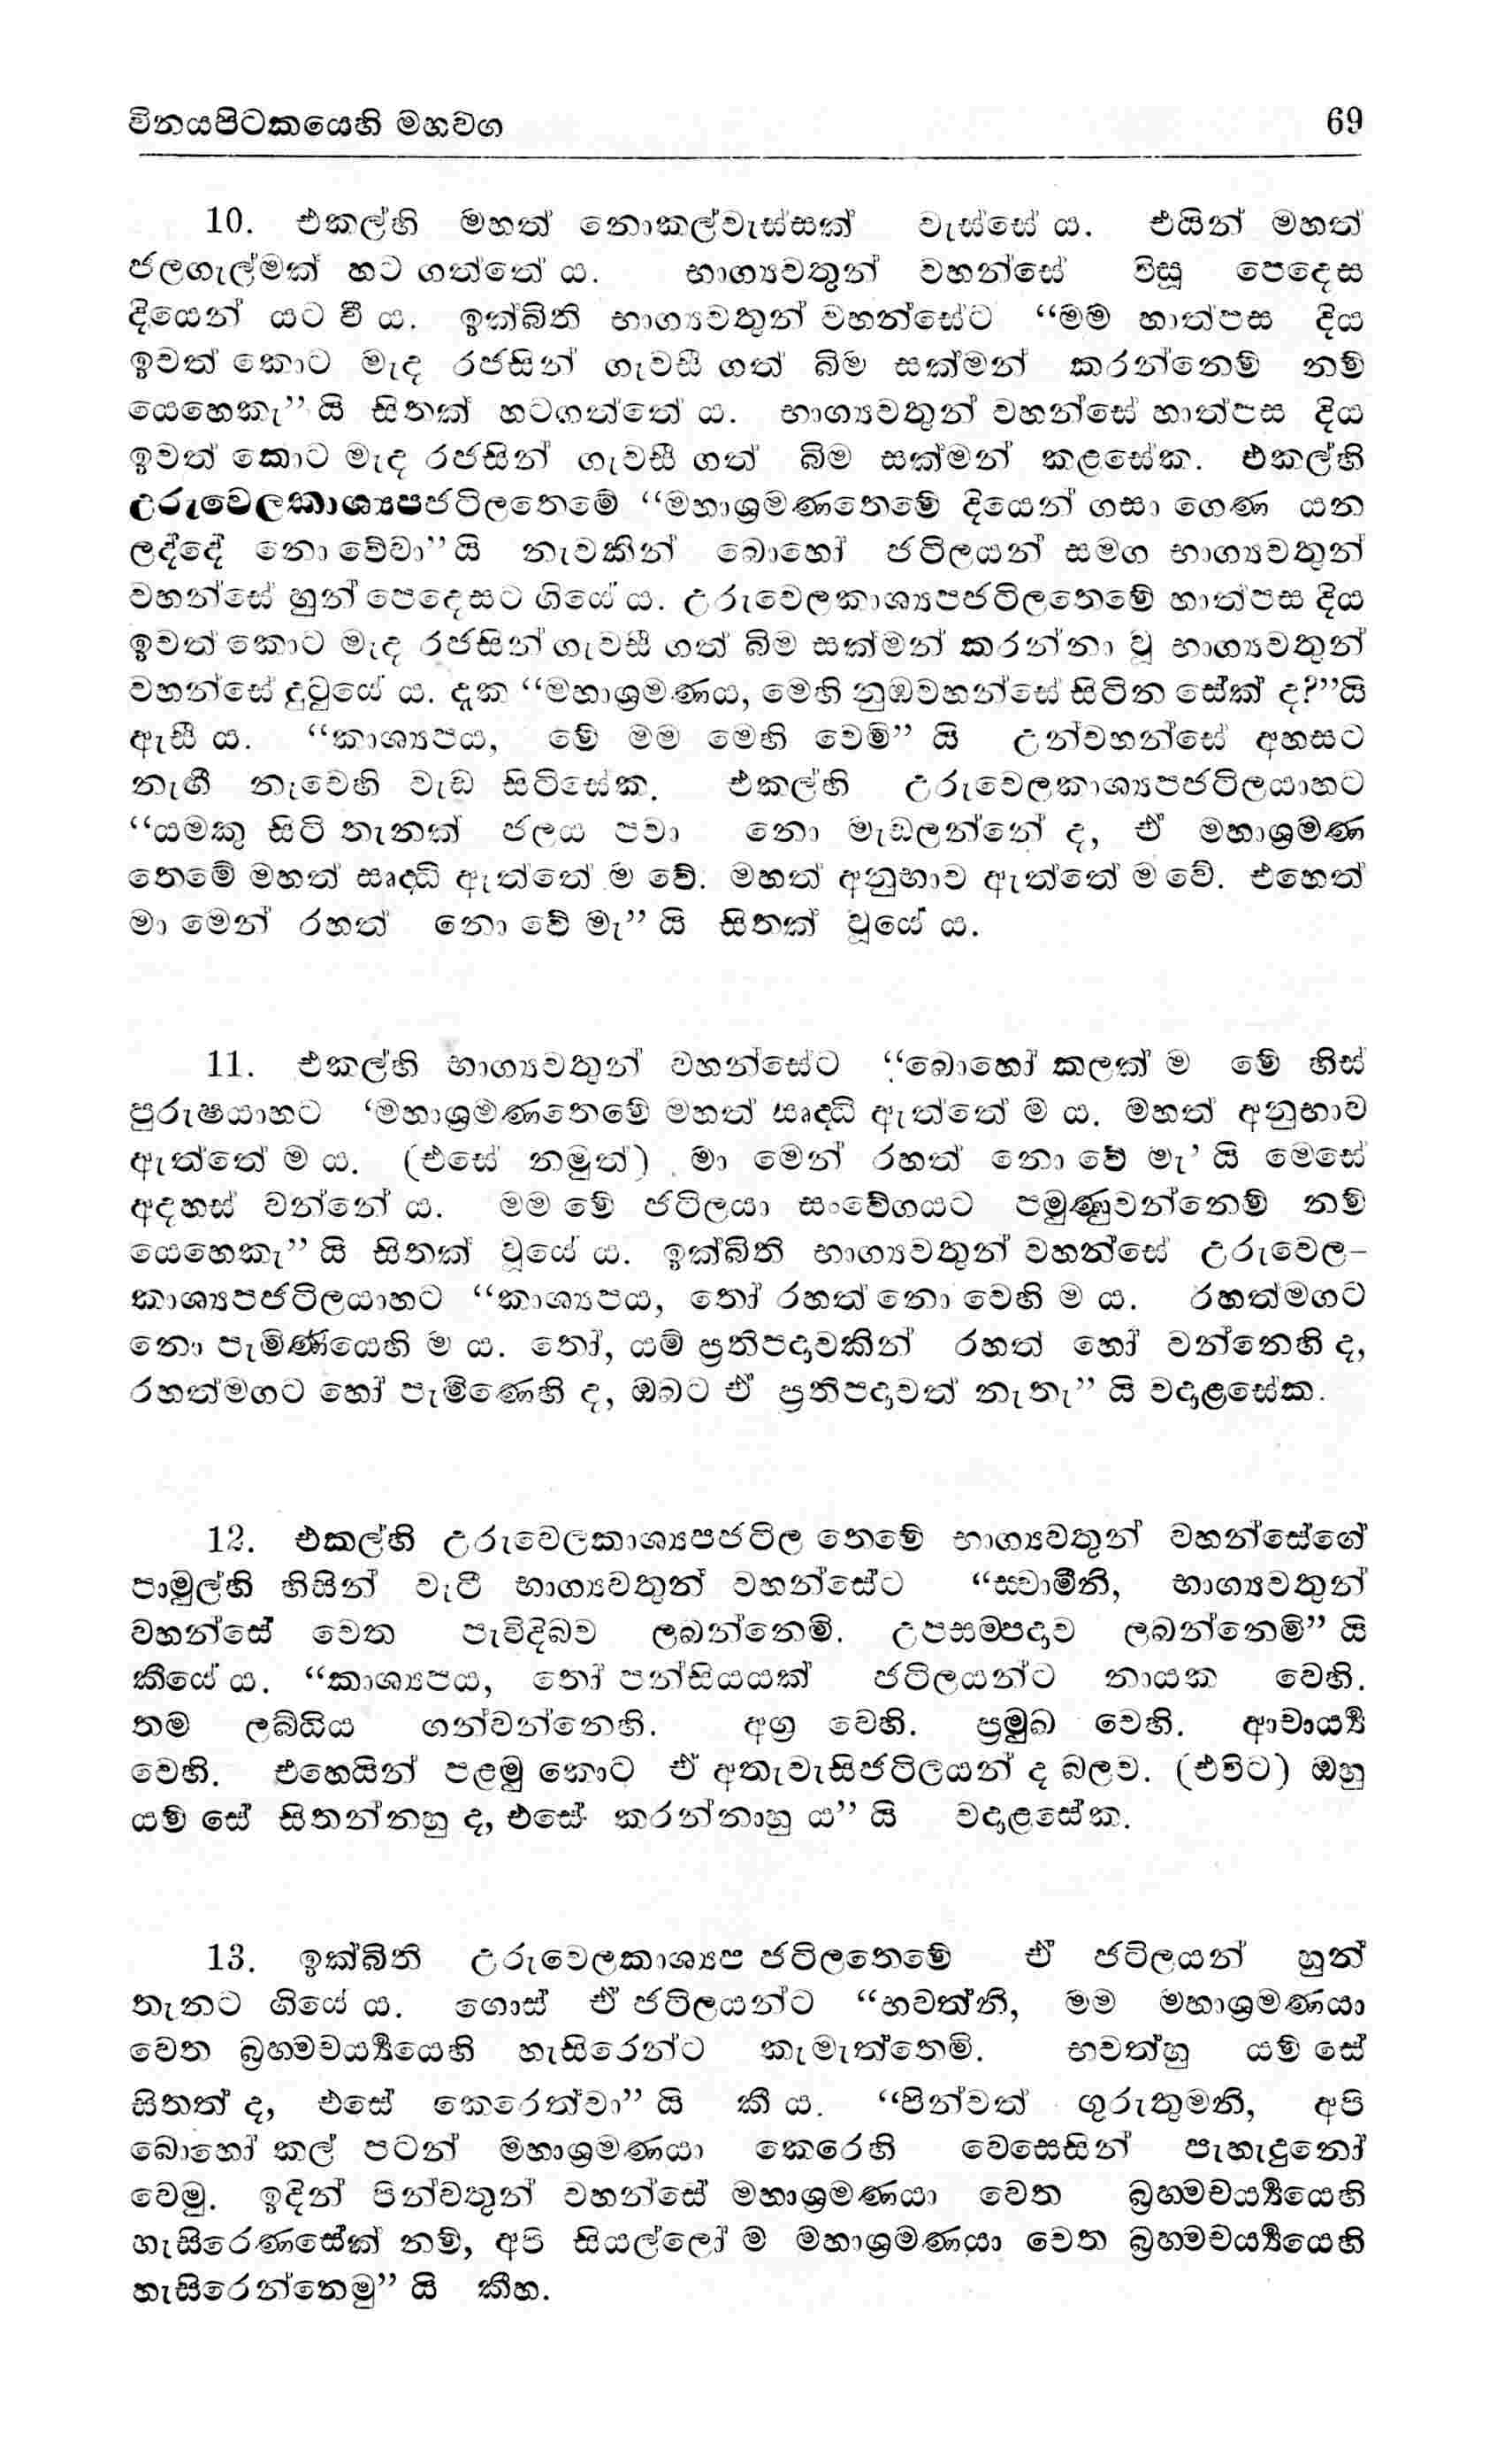 විනයපිටකයෙහි මහවග 69
10. එකල්හි මහත් නොකල්වැස්සක් වැස්සේ ය. එයින් මහත්
ජලගැල්මක් හට ගත්තේ ය. භාග්‍යවතුන් වහන්සේ විසූ පෙදෙස
දියෙන් යට වී ය. ඉක්බිති භාග්‍යවතුන් වහන්සේට “මම හාත්පස දිය
ඉවත් කොට මැද රජසින් ගැවසී ගත් බිම සක්මන් කරන්නෙම් නම්
යෙහෙකැ” යි සිතක් හටගත්තේ ය. භාග්‍යවතුන් වහන්සේ හාත්පස දිය
ඉවත් කොට මැද රජසින් ගැවසී ගත් බිම සක්මන් කළසේක. එකල්හි
උරුවෙලකාශ්‍යපජටිලතෙමේ “මහාශ්‍රමණතෙමේ දියෙන් ගසා ගෙණ යන
ලද්දේ නො වේවා” යි නැවකින් බොහෝ ජටිලයන් සමග භාග්‍යවතුන්
වහන්සේ හුන් පෙදෙසට ගියේ ය. උරුවෙලකාශ්‍යපජටිලතෙමේ හාත්පස දිය
ඉවත් කොට මැද රජසින් ගැවසී ගත් බිම සක්මන් කරන්නා වූ භාග්‍යවතුන්
වහන්සේ දුටුයේ ය. දැක “මහාශ්‍රමණය, මෙහි නුඹවහන්සේ සිටින සේක් ද?”යි
ඇසී ය. “කාශ්‍යපය, මේ මම මෙහි වෙමි” යි උන්වහන්සේ අහසට
නැඟී නැවෙහි වැඩ සිටිසේක. එකල්හි උරුවෙලකාශ්‍යපජටිලයාහට
“යමකු සිටි තැනක් ජලය පවා නො මැඩලන්නේ ද, ඒ මහාශ්‍රමණ
තෙමේ මහත් සෘද්ධි ඇත්තේ ම වේ. මහත් අනුභාව ඇත්තේ ම වේ. එහෙත්
මා මෙන් රහත් නො වේ මැ” යි සිතක් වූයේ ය.
11. එකල්හි භාග්‍යවතුන් වහන්සේට “බොහෝ කලක් ම මේ හිස්
පුරුෂයාහට ‘මහාශ්‍රමණතෙමේ මහත් සෘද්ධි ඇත්තේ ම ය. මහත් අනුභාව
ඇත්තේ ම ය. (එසේ නමුත්) මා මෙන් රහත් නො වේ මැ’ යි මෙසේ
අදහස් වන්නේ ය. මම මේ ජටිලයා සංවේගයට පමුණුවන්නෙම් නම්
යෙහෙකැ” යි සිතක් වූයේ ය. ඉක්බිති භාග්‍යවතුන් වහන්සේ උරුවෙල-
කාශ්‍යපජටිලයාහට “කාශ්‍යපය, තෝ රහත් නො වෙහි ම ය. රහත්මගට
නො පැමිණියෙහි ම ය. තෝ, යම් ප්‍රතිපදාවකින් රහත් හෝ වන්නෙහි ද,
රහත්මගට හෝ පැමිණෙහි ද, ඔබට ඒ ප්‍රතිපදාවත් නැතැ” යි වදාළසේක.
12. එකල්හි උරුවෙලකාශ්‍යපජටිල තෙමේ භාග්‍යවතුන් වහන්සේගේ
පාමුල්හි හිසින් වැටී භාග්‍යවතුන් වහන්සේට “ස්වාමීනි, භාග්‍යවතුන්
වහන්සේ වෙත පැවිදිබව ලබන්නෙමි. උපසම්පදාව ලබන්නෙමි” යි
කීයේ ය. “කාශ්‍යපය, තෝ පන්සියයක් ජටිලයන්ට නායක වෙහි.
තම ලබ්ධිය ගන්වන්නෙහි. අග්‍ර වෙහි. ප්‍රමුඛ වෙහි. ආචාර්‍ය්‍ය
වෙහි. එහෙයින් පළමු කොට ඒ අතැවැසිජටිලයන් ද බලව. (එවිට) ඔහු
යම් සේ සිතන්නහු ද, එසේ කරන්නාහු ය” යි වදාළසේක.
13. ඉක්බිති උරුවෙලකාශ්‍යප ජටිලතෙමේ ඒ ජටිලයන් හුන්
තැනට ගියේ ය. ගොස් ඒ ජටිලයන්ට “භවත්නි, මම මහාශ්‍රමණයා
වෙත බ්‍රහ්මචර්‍ය්‍යයෙහි හැසිරෙන්ට කැමැත්තෙමි. භවත්හු යම් සේ
සිතත් ද, එසේ කෙරෙත්වා” යි කී ය. “පින්වත් ගුරුතුමනි, අපි
බොහෝ කල් පටන් මහාශ්‍රමණයා කෙරෙහි වෙසෙසින් පැහැදුනෝ
වෙමු. ඉදින් පින්වතුන් වහන්සේ මහාශ්‍රමණයා වෙත බ්‍රහ්මචර්‍ය්‍යයෙහි
හැසිරෙණසේක් නම්, අපි සියල්ලෝ ම මහාශ්‍රමණයා වෙත බ්‍රහ්මචර්‍ය්‍යයෙහි
හැසිරෙන්නෙමු” යි කීහ.